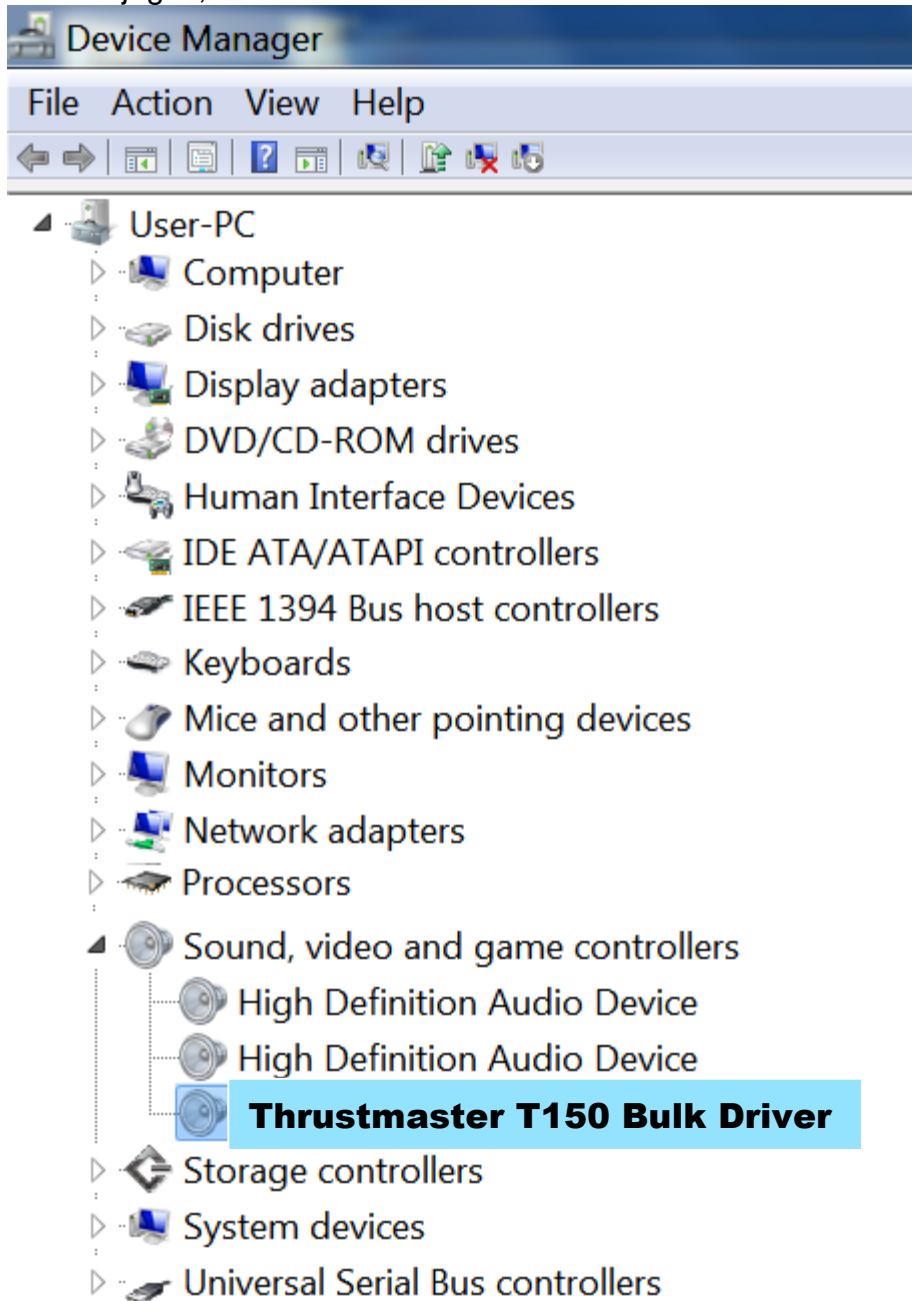 Device Manager
File Action View Help
User-PC
Computer
Disk drives
Display adapters
DVD/CD-ROM drives
Human Interface Devices
IDE ATA/ATAPI controllers
IEEE 1394 Bus host controllers
Keyboards
Mice and other pointing devices
Monitors
Network adapters
Processors
Sound, video and game controllers
High Definition Audio Device
High Definition Audio Device
Thrustmaster T150 Bulk Driver
Storage controllers
System devices
Universal Serial Bus controllers